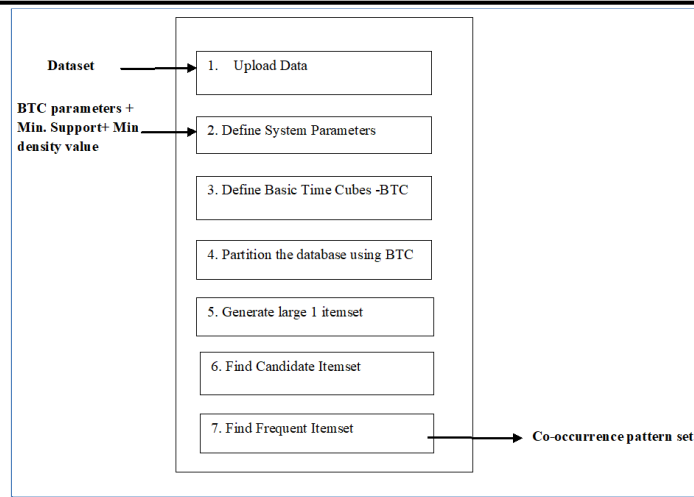 Dataset
1. Upload Data
BTC parameters +
Min. Support+ Min
density value
2. Define System Parameters
3. Define Basic Time Cubes -BTC
4. Partition the database using BTC
5. Generate large 1 itemset
6. Find Candidate Itemset
7. Find Frequent Itemset
Co-occurrence pattern set